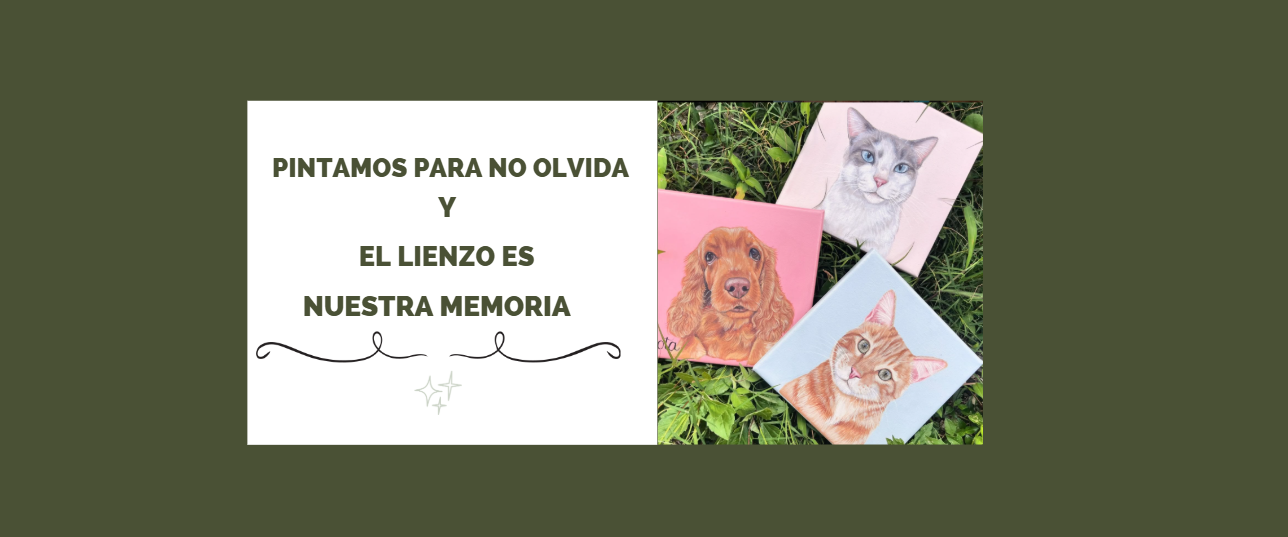 PINTAMOS PARA NO OLVIDA
Y
EL LIENZO ES
NUESTRA MEMORIA